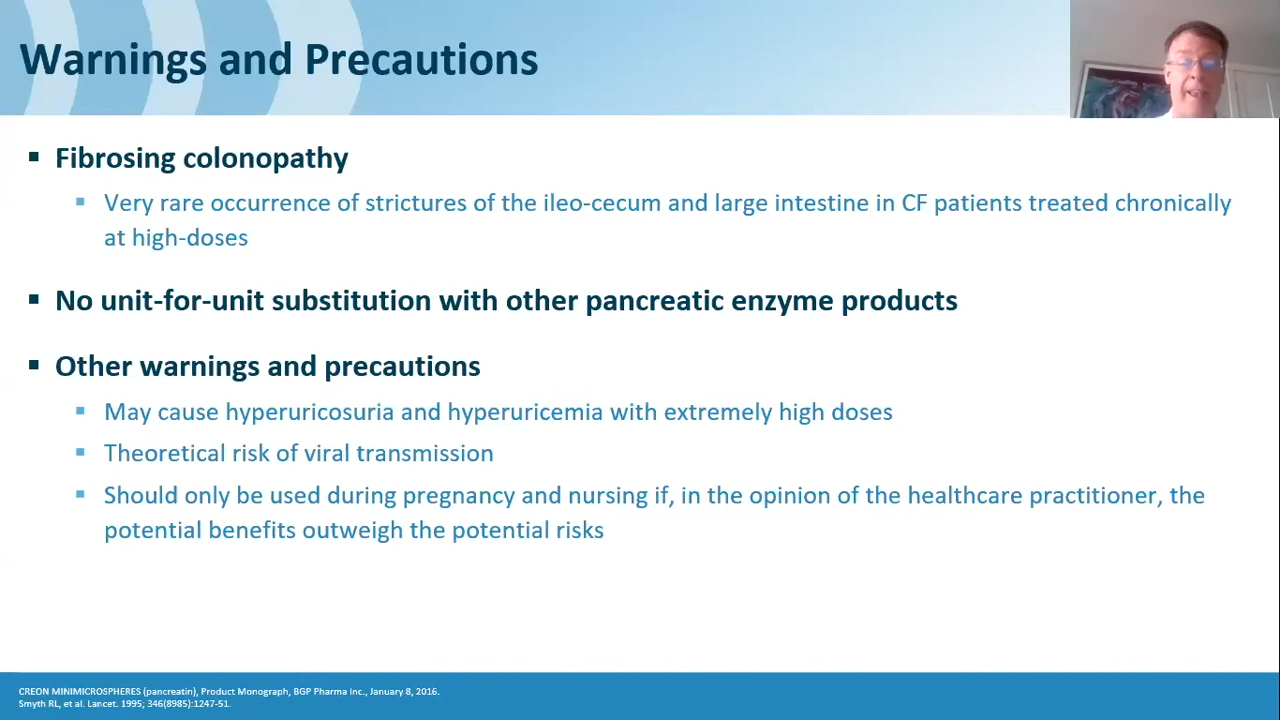 Warnings and Precautions
Fibrosing colonopathy
Very rare occurrence of strictures of the ileo-cecum and large intestine in CF patients treated chronically
at high-doses
No unit-for-unit substitution with other pancreatic enzyme products
Other warnings and precautions
May cause hyperuricosuria and hyperuricemia with extremely high doses
Theoretical risk of viral transmission
Should only be used during pregnancy and nursing if, in the opinion of the healthcare practitioner, the
potential benefits outweigh the potential risks
CREON MINIMICROSPHERES (pancreatin), Product Monograph, BGP Pharma Inc., January 8, 2016.
Smyth RL, et al. Lancet. 1995; 346(8985):1247-51.